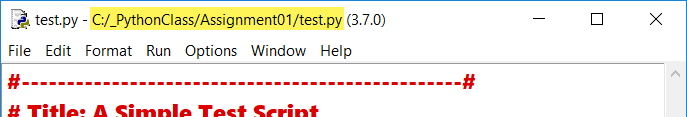 test.py - C:/_PythonClass/Assignment01/test.py (3.7.0)
File Edit Format Run Options Window Help
#-------------------------------------------------#
# Title: A Simple Test Script